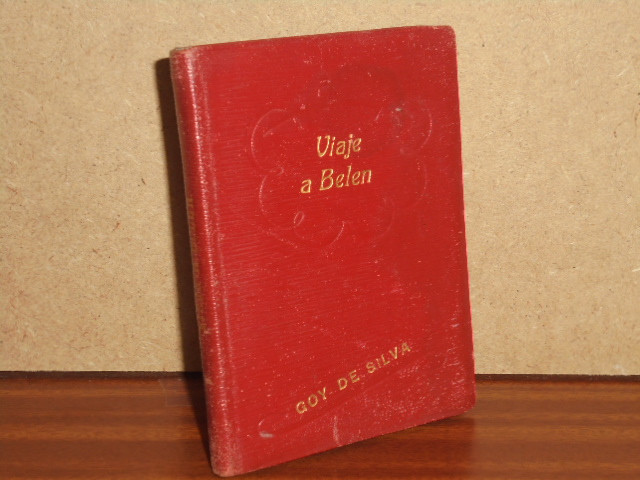 Viaje
a Belen
GOY. DE. SILVA